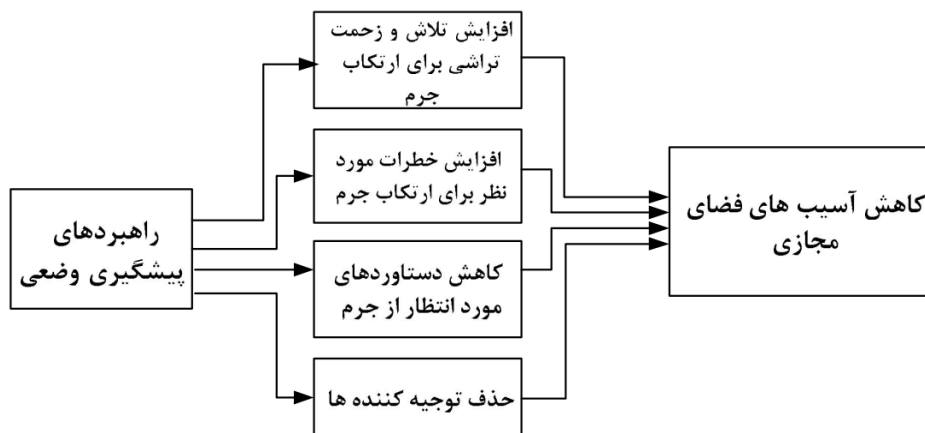 راهبردهای
پیشگیری وضعی
افزایش تلاش و زحمت
تراشی برای ارتکاب
جرم
افزایش خطرات مورد
نظر برای ارتکاب جرم
کاهش دستاوردهای
مورد انتظار از جرم
حذف توجیه کننده ها
کاهش آسیب های فضای
مجازی